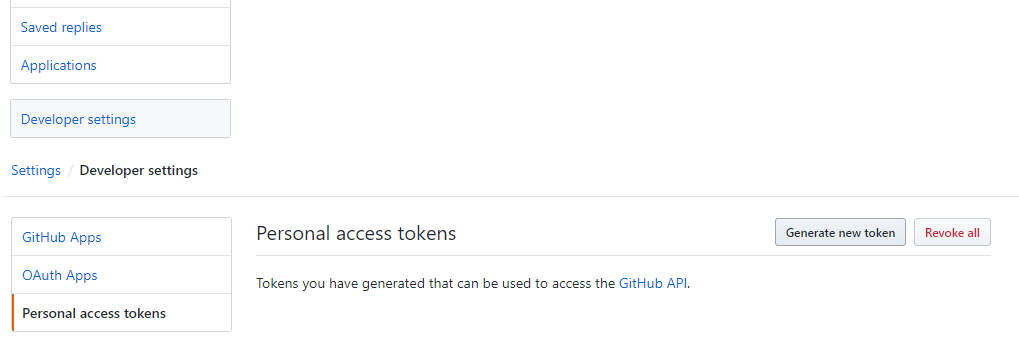 Saved replies
Applications
Developer settings
Settings / Developer settings
GitHub Apps
OAuth Apps
Personal access tokens
Personal access tokens
Generate new token
Revoke all
Tokens you have generated that can be used to access the GitHub API.